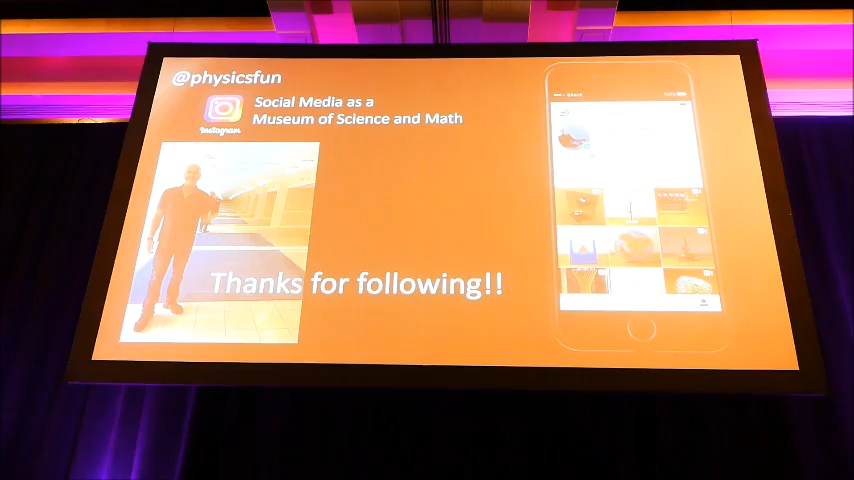 @physicsfun
Social Media as a
Museum of Science and Math
Instagram
Thanks for following!!